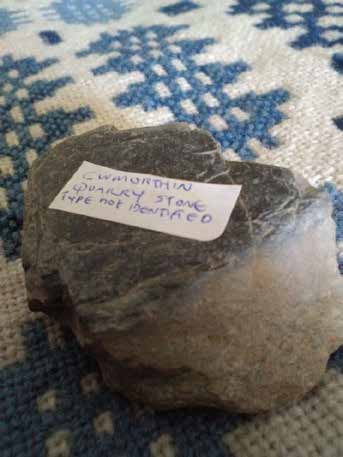 CWMORTHIN
QUARRY STONE
TYPE not IDENTIFIED